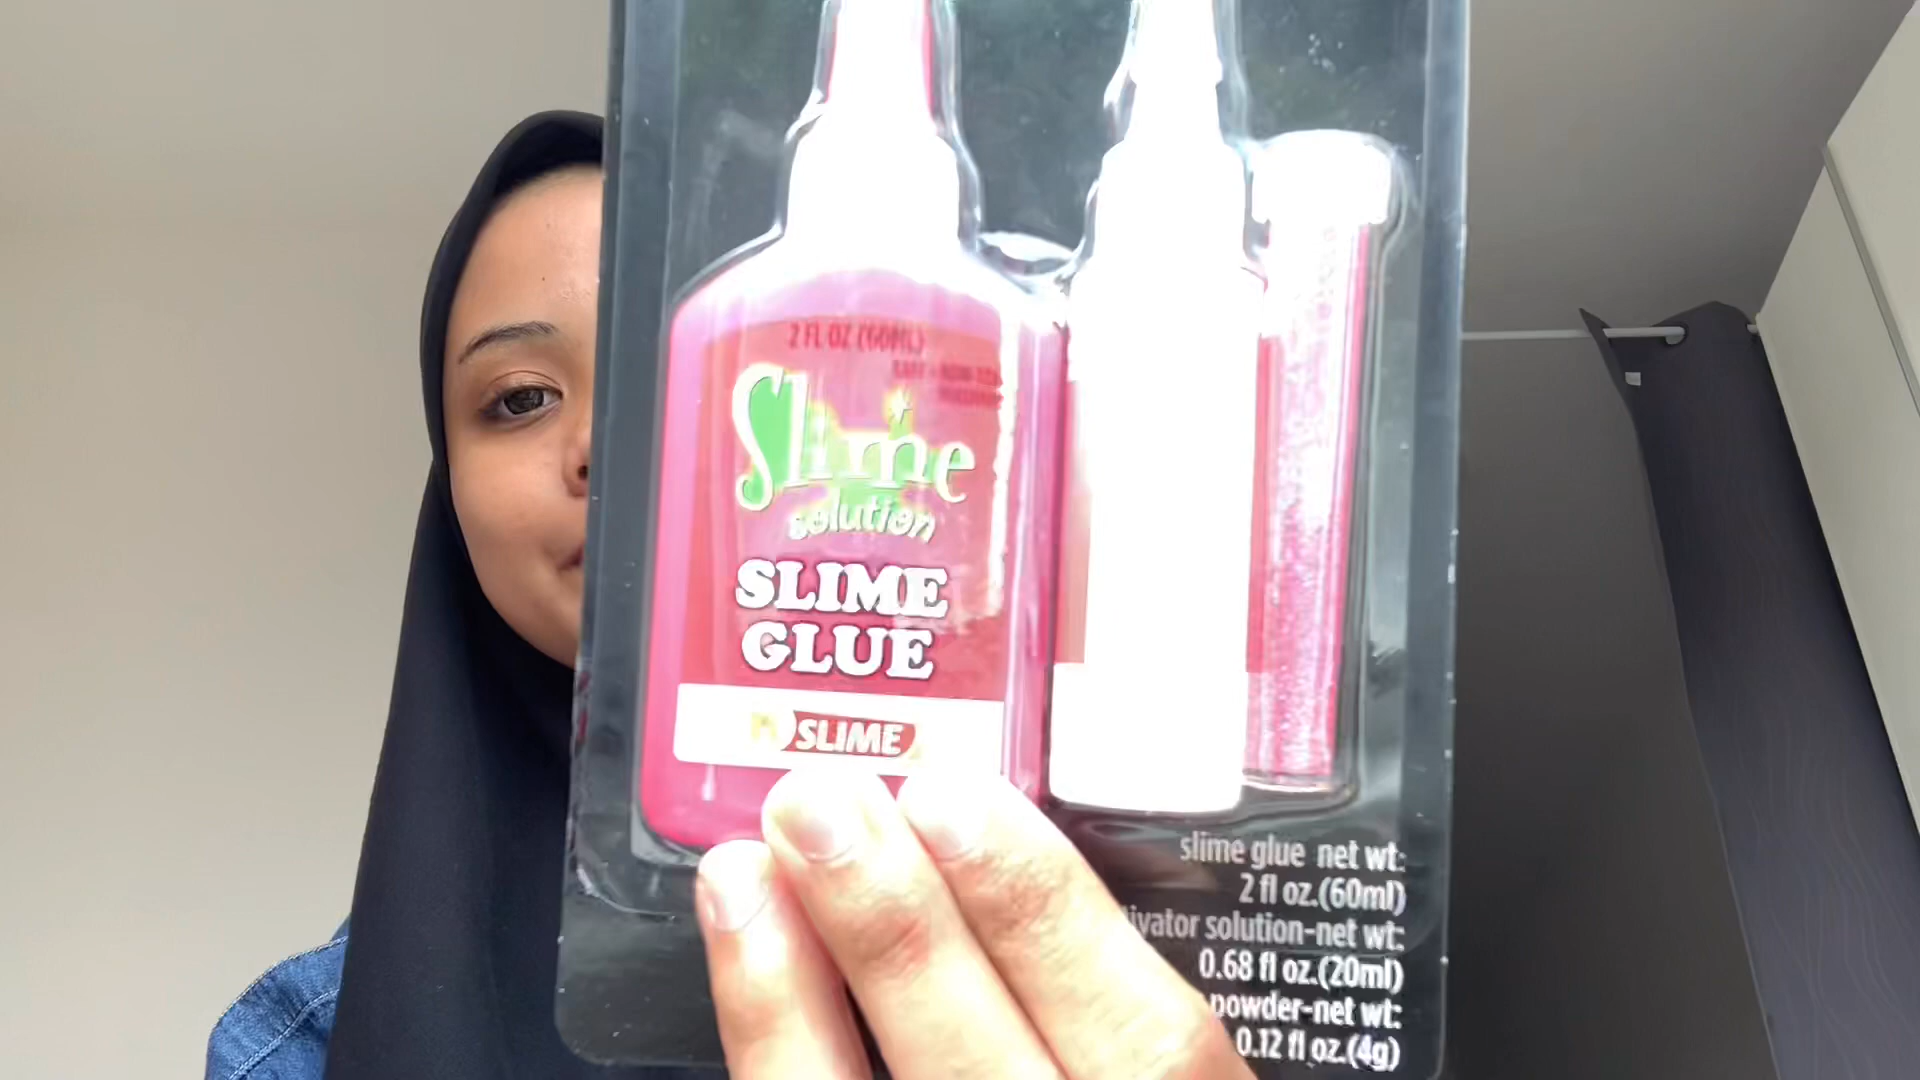 2 FL OZ (60ML)
Slime
solution
SLIME
GLUE
SLIME
slime glue net wt:
2 fl oz.(60ml)
solution-net wt:
0.68 fl oz.(20ml)
powder-net wt:
0.12 fl oz.(4g)